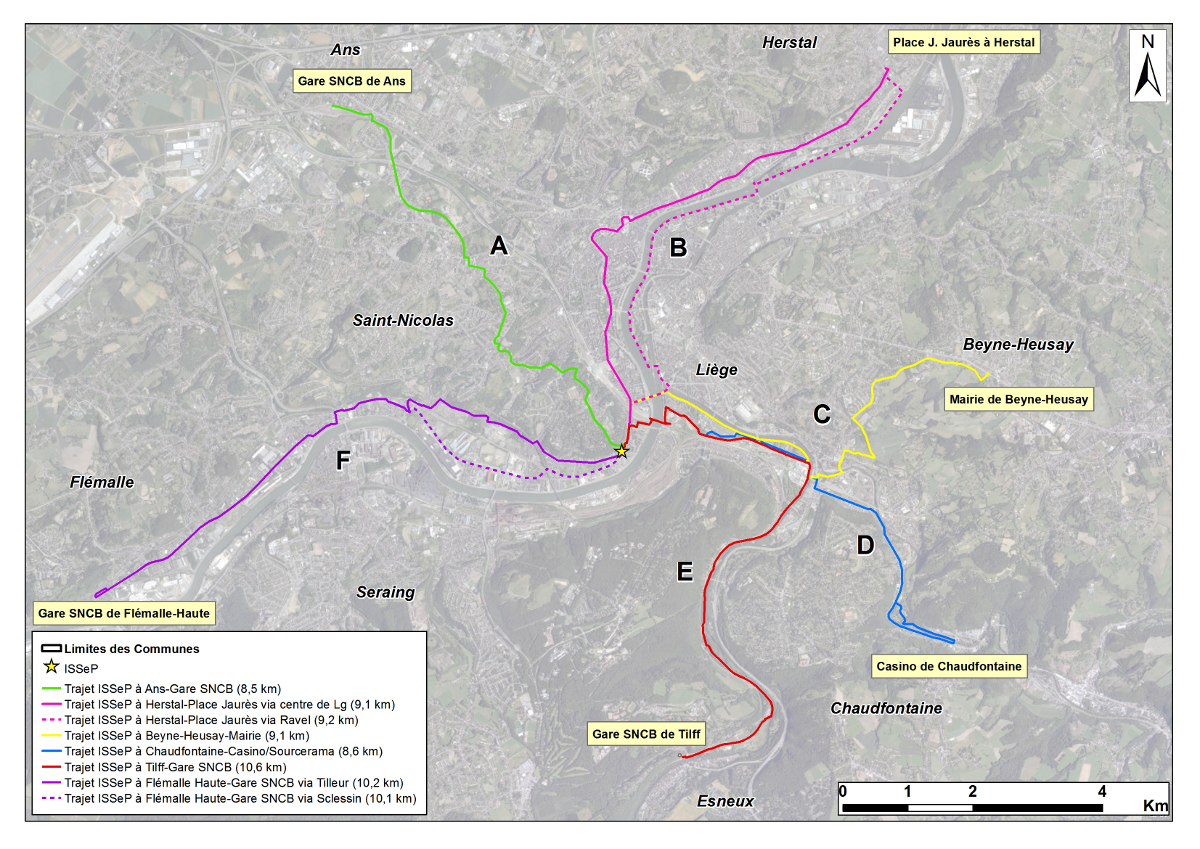 Ans
Gare SNCB de Ans
Herstal
Place J. Jaurès à Herstal
N
A
B
Saint-Nicolas
Liège
Beyne-Heusay
Mairie de Beyne-Heusay
C
F
Flémalle
D
E
Seraing
Gare SNCB de Flémalle-Haute
Casino de Chaudfontaine
Chaudfontaine
Gare SNCB de Tilff
Esneux
Limites des Communes
ISSeP
Trajet ISSeP à Ans-Gare SNCB (8,5 km)
Trajet ISSeP à Herstal-Place Jaurès via centre de Lg (9,1 km)
Trajet ISSeP à Herstal-Place Jaurès via Ravel (9,2 km)
Trajet ISSeP à Beyne-Heusay-Mairie (9,1 km)
Trajet ISSeP à Chaudfontaine-Casino/Sourcerama (8,6 km)
Trajet ISSeP à Tilff-Gare SNCB (10,6 km)
Trajet ISSeP à Flémalle Haute-Gare SNCB via Tilleur (10,2 km)
Trajet ISSeP à Flémalle Haute-Gare SNCB via Sclessin (10,1 km)
0 1 2 4
Km